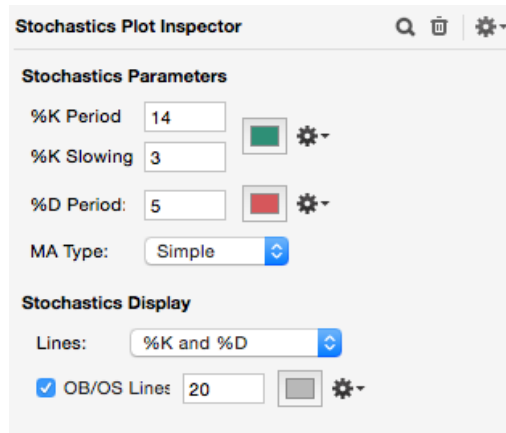 Stochastics Plot Inspector
Stochastics Parameters
%K Period 14
%K Slowing 3
%D Period: 5
MA Type: Simple
Stochastics Display
Lines: %K and %D
OB/OS Lines 20